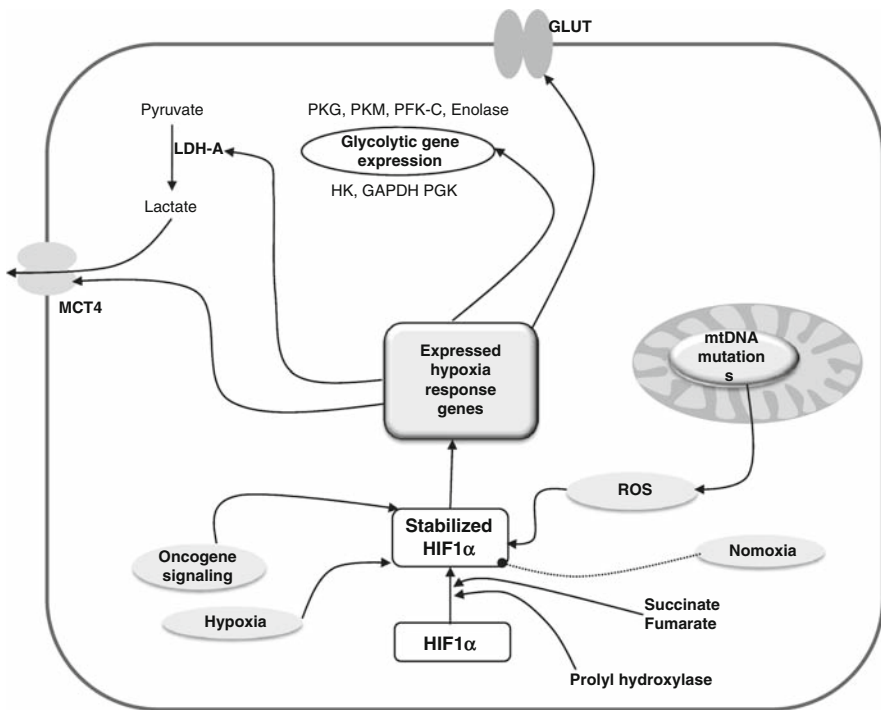 GLUT
Pyruvate
PKG, PKM, PFK-C, Enolase
LDH-A
Glycolytic gene
expression
HK, GAPDH PGK
Lactate
MCT4
Expressed
hypoxia
response
genes
mtDNA
mutation
s
ROS
Stabilized
HIF1α
Nomoxia
Oncogene
signaling
Hypoxia
Succinate
Fumarate
HIF1α
Prolyl hydroxylase